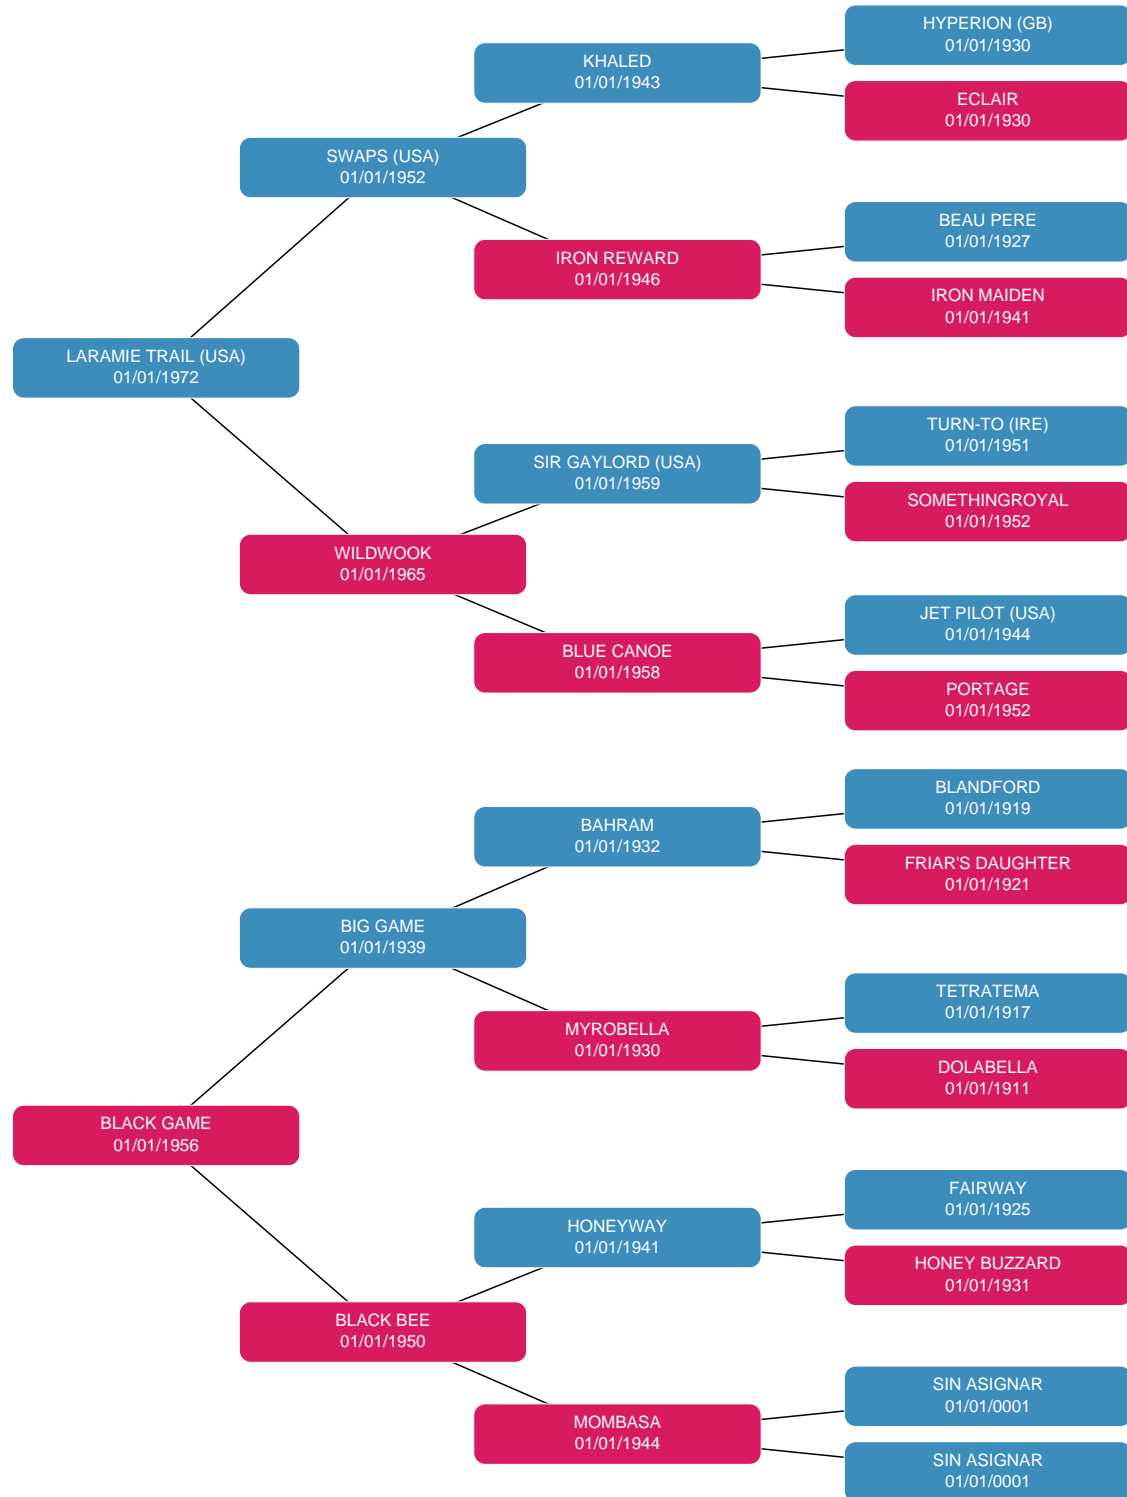 HYPERION (GB)
01/01/1930
KHALED
01/01/1943
ECLAIR
01/01/1930
SWAPS (USA)
01/01/1952
BEAU PERE
01/01/1927
IRON REWARD
01/01/1946
IRON MAIDEN
01/01/1941
LARAMIE TRAIL (USA)
01/01/1972
TURN-TO (IRE)
01/01/1951
SIR GAYLORD (USA)
01/01/1959
SOMETHINGROYAL
01/01/1952
WILDWOOK
01/01/1965
JET PILOT (USA)
01/01/1944
BLUE CANOE
01/01/1958
PORTAGE
01/01/1952
BLANDFORD
01/01/1919
BAHRAM
01/01/1932
FRIAR'S DAUGHTER
01/01/1921
BIG GAME
01/01/1939
TETRATEMA
01/01/1917
MYROBELLA
01/01/1930
DOLABELLA
01/01/1911
BLACK GAME
01/01/1956
FAIRWAY
01/01/1925
HONEYWAY
01/01/1941
HONEY BUZZARD
01/01/1931
BLACK BEE
01/01/1950
SIN ASIGNAR
01/01/0001
MOMBASA
01/01/1944
SIN ASIGNAR
01/01/0001